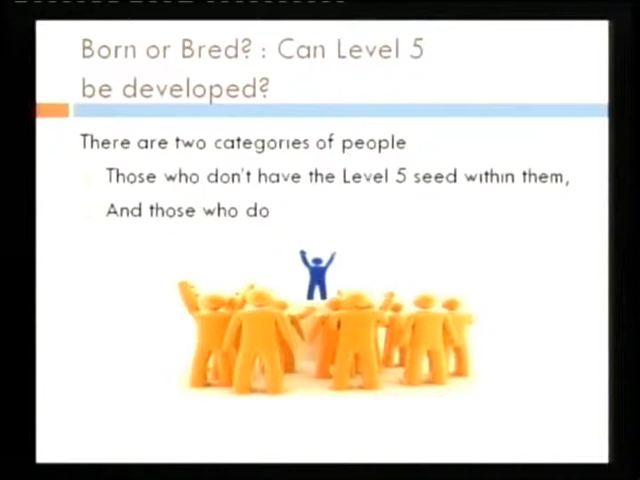 Born or Bred? : Can Level 5
be developed?
There are two categories of people
Those who don't have the Level 5 seed within them,
And those who do